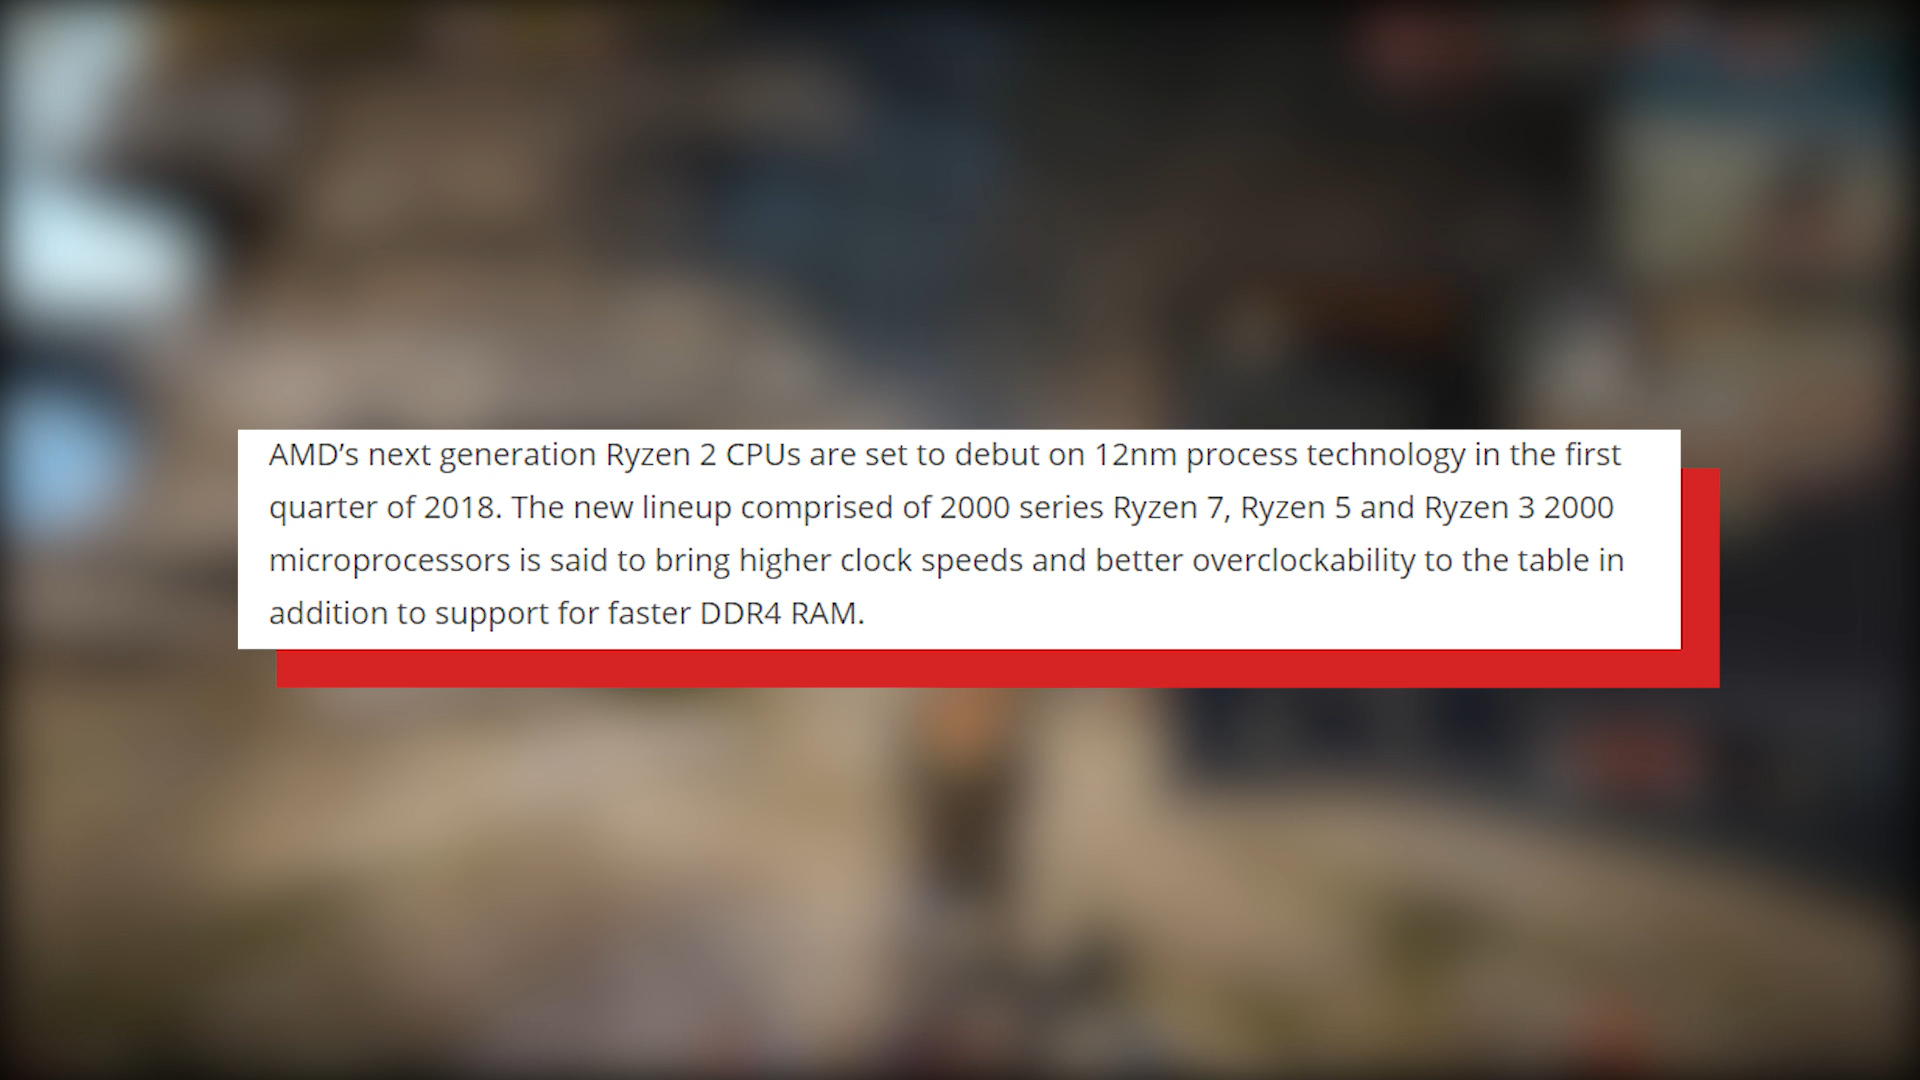 AMD’s next generation Ryzen 2 CPUs are set to debut on 12nm process technology in the first
quarter of 2018. The new lineup comprised of 2000 series Ryzen 7, Ryzen 5 and Ryzen 3 2000
microprocessors is said to bring higher clock speeds and better overclockability to the table in
addition to support for faster DDR4 RAM.